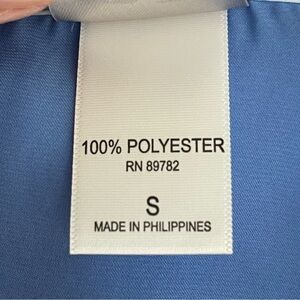 100% POLYESTER
RN 89782
S
MADE IN PHILIPPINES